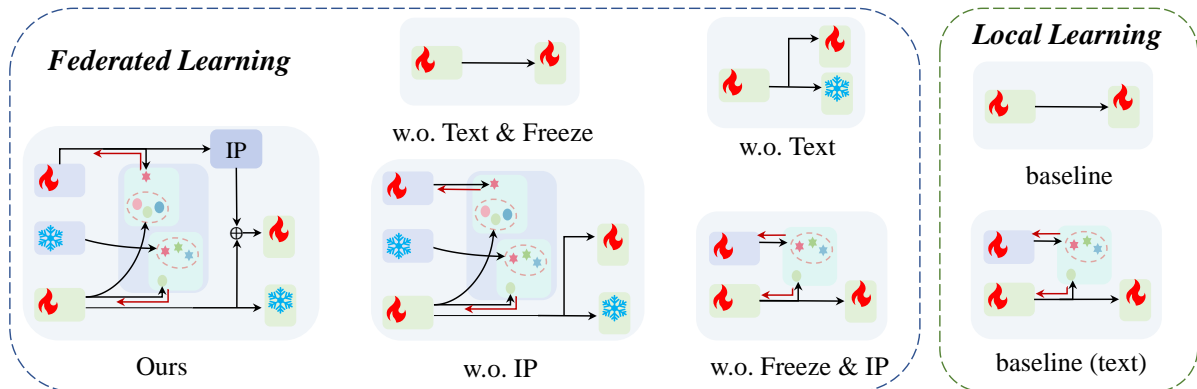 Federated Learning
Local Learning
w.o. Text & Freeze
w.o. Text
baseline
IP
Ours
w.o. IP
w.o. Freeze & IP
baseline (text)